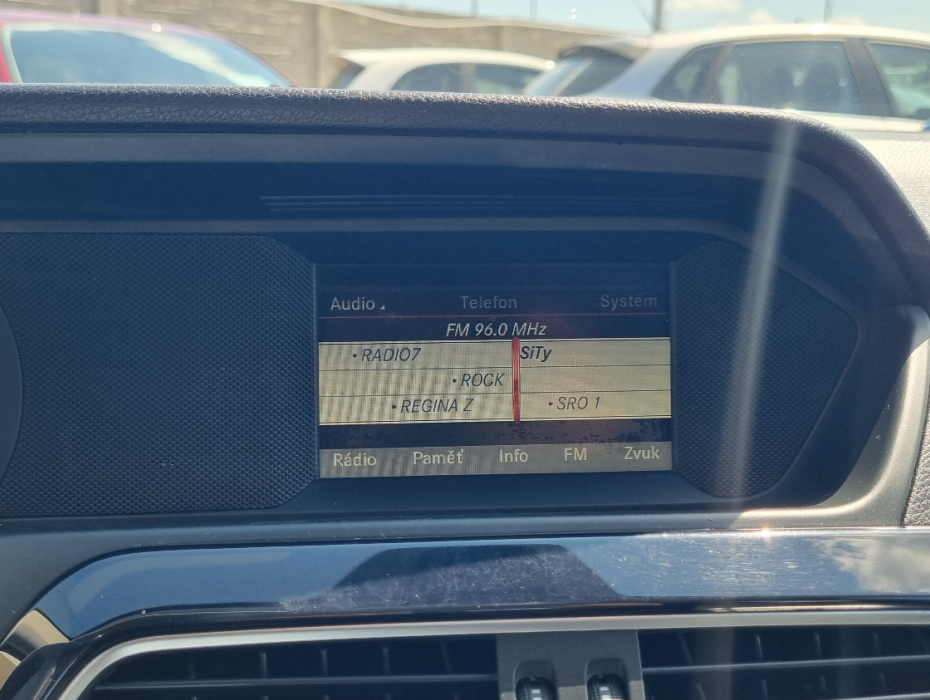 Audio Telefon Systém
FM 96.0 MHz
• RADIO7 SiTy
• ROCK
• REGINA Z • SRO 1
Rádio Paměť Info FM Zvuk